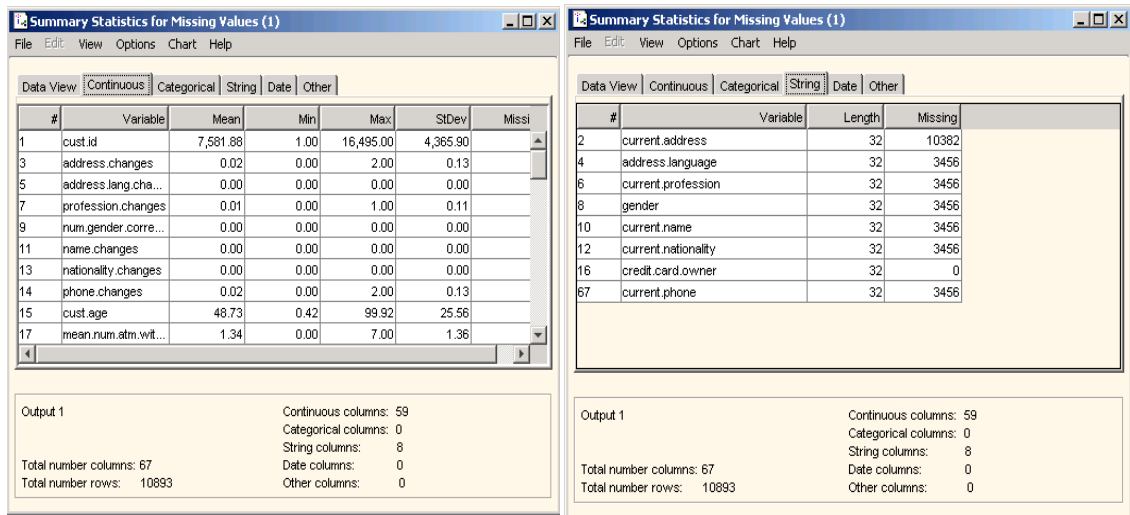 Summary Statistics for Missing Values (1)
File Edit View Options Chart Help
Data View Continuous Categorical String Date Other
# Variable Mean Min Max StDev Missi
1 cust.id 7,581.88 1.00 16,495.00 4,365.90
3 address.changes 0.02 0.00 2.00 0.13
5 address.lang.cha... 0.00 0.00 0.00 0.00
7 profession.changes 0.01 0.00 1.00 0.11
9 num.gender.corre... 0.00 0.00 0.00 0.00
11 name.changes 0.00 0.00 0.00 0.00
13 nationality.changes 0.00 0.00 0.00 0.00
14 phone.changes 0.02 0.00 2.00 0.13
15 cust.age 48.73 0.42 99.92 25.56
17 mean.num.atm.wit... 1.34 0.00 7.00 1.36
Output 1
Continuous columns: 59
Categorical columns: 0
String columns: 8
Total number columns: 67 Date columns: 0
Total number rows: 10893 Other columns: 0
Summary Statistics for Missing Values (1)
File Edit View Options Chart Help
Data View Continuous Categorical String Date Other
# Variable Length Missing
2 current.address 32 10382
4 address.language 32 3456
6 current.profession 32 3456
8 gender 32 3456
10 current.name 32 3456
12 current.nationality 32 3456
16 credit.card.owner 32 0
67 current.phone 32 3456
Output 1
Continuous columns: 59
Categorical columns: 0
String columns: 8
Total number columns: 67 Date columns: 0
Total number rows: 10893 Other columns: 0